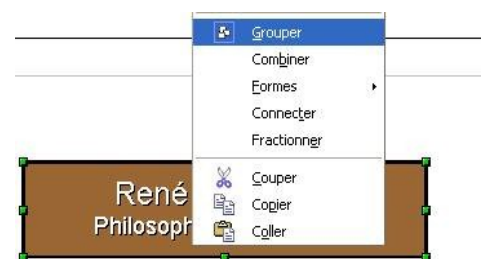 Grouper
Combiner
Formes
Connecter
Fractionner
Couper
Copier
Coller
René
Philosoph